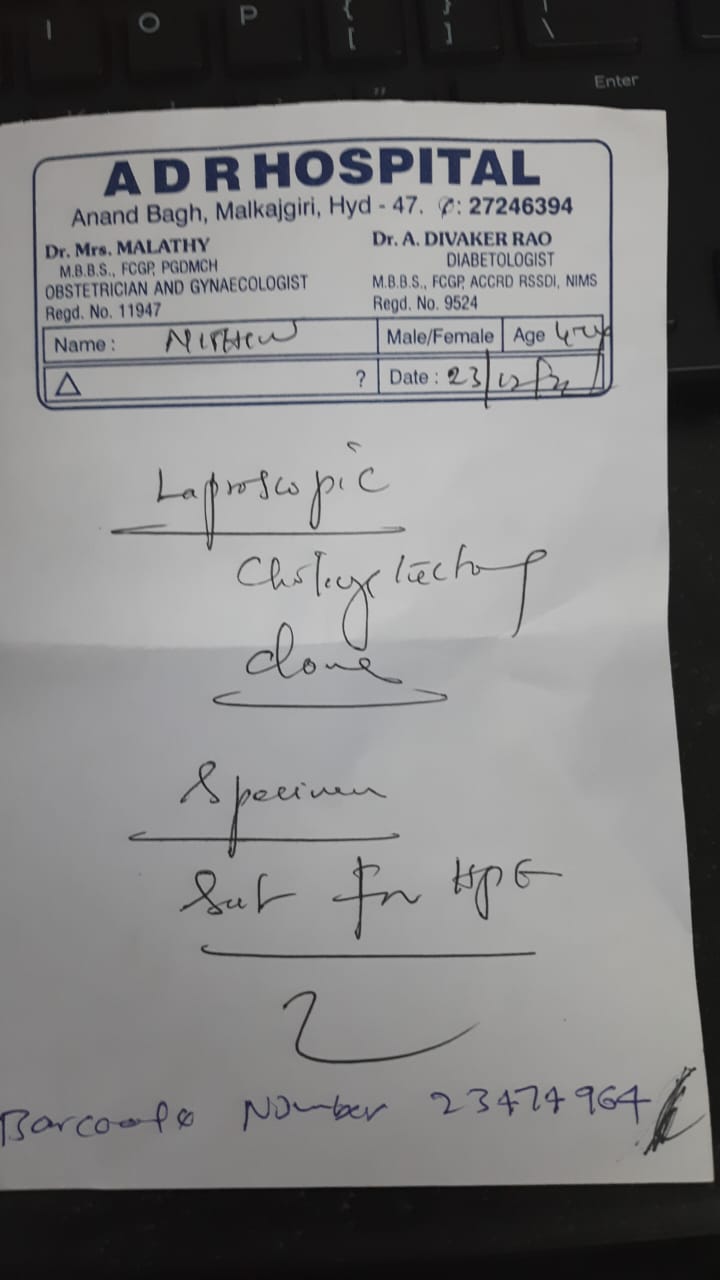 I O P { [ } ] \
Enter
"
A D R HOSPITAL
Anand Bagh, Malkajgiri, Hyd - 47. ✆: 27246394
Dr. Mrs. MALATHY
M.B.B.S., FCGP, PGDMCH
OBSTETRICIAN AND GYNAECOLOGIST
Regd. No. 11947
Dr. A. DIVAKER RAO
DIABETOLOGIST
M.B.B.S., FCGP, ACCRD RSSDI, NIMS
Regd. No. 9524
Name :
Male/Female Age
△ ? Date : 23/12/
Laproscopic
Cholecystectomy
done
Specimen
Sent for HPE
Barcode Number 23474964